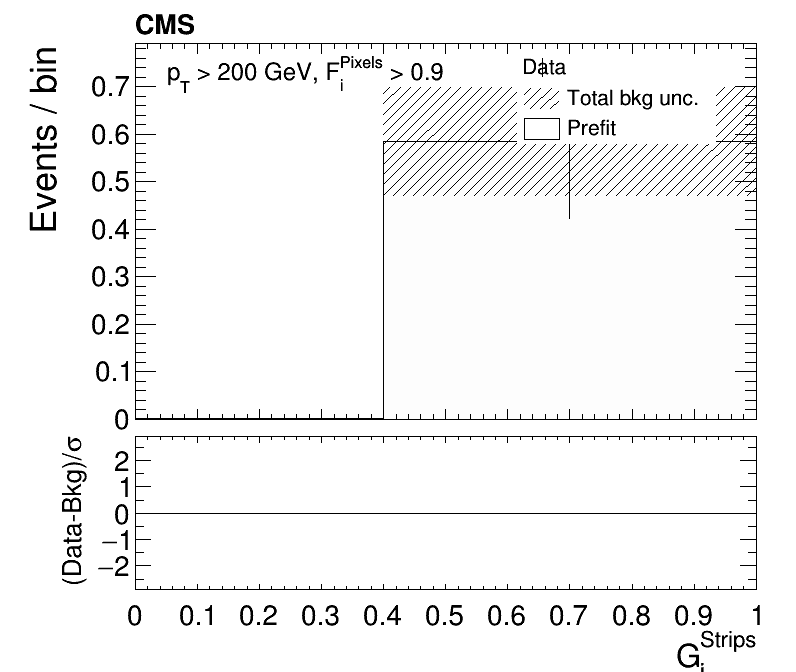 CMS
p_T > 200 GeV, F_i^Pixels > 0.9
Data
Total bkg unc.
Prefit
Events / bin
0.7
0.6
0.5
0.4
0.3
0.2
0.1
0
(Data-Bkg)/σ
2
1
0
−1
−2
0 0.1 0.2 0.3 0.4 0.5 0.6 0.7 0.8 0.9 1
G_i^Strips